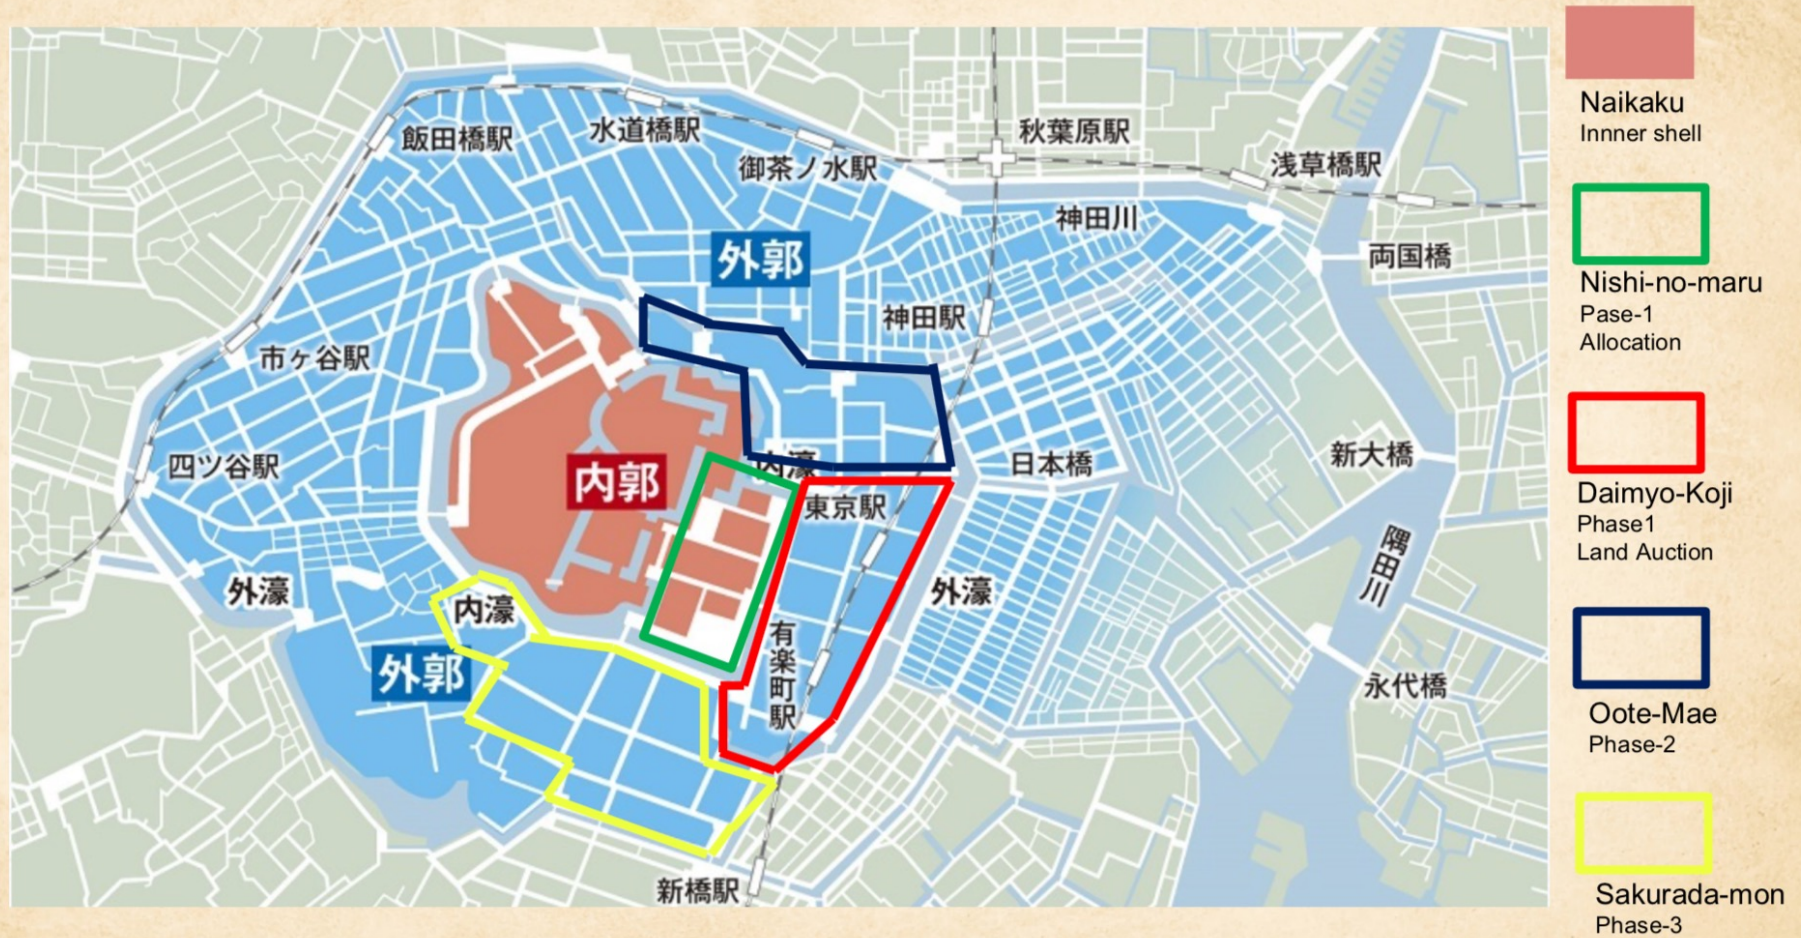 飯田橋駅
水道橋駅
御茶ノ水駅
秋葉原駅
浅草橋駅
神田川
外郭
両国橋
神田駅
市ヶ谷駅
四ツ谷駅
内郭
内濠
日本橋
新大橋
東京駅
外濠
内濠
外濠
隅田川
外郭
有楽町駅
永代橋
新橋駅
Naikaku
Innner shell
Nishi-no-maru
Pase-1
Allocation
Daimyo-Koji
Phase1
Land Auction
Oote-Mae
Phase-2
Sakurada-mon
Phase-3